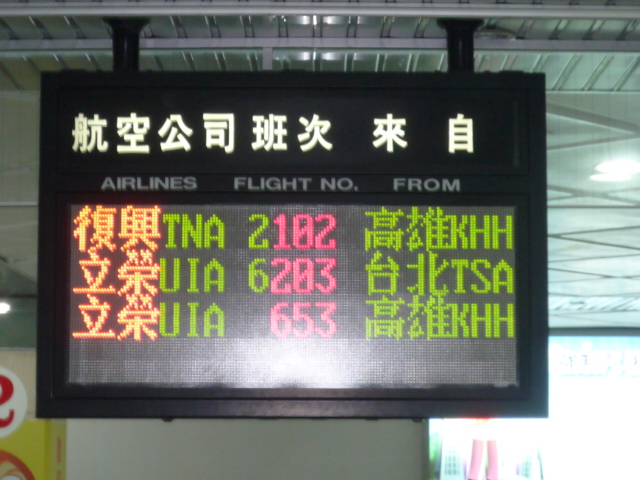 航空公司 班次 來自
AIRLINES FLIGHT NO. FROM
復興TNA 2102 高雄KHH
立榮UIA 6203 台北TSA
立榮UIA 653 高雄KHH